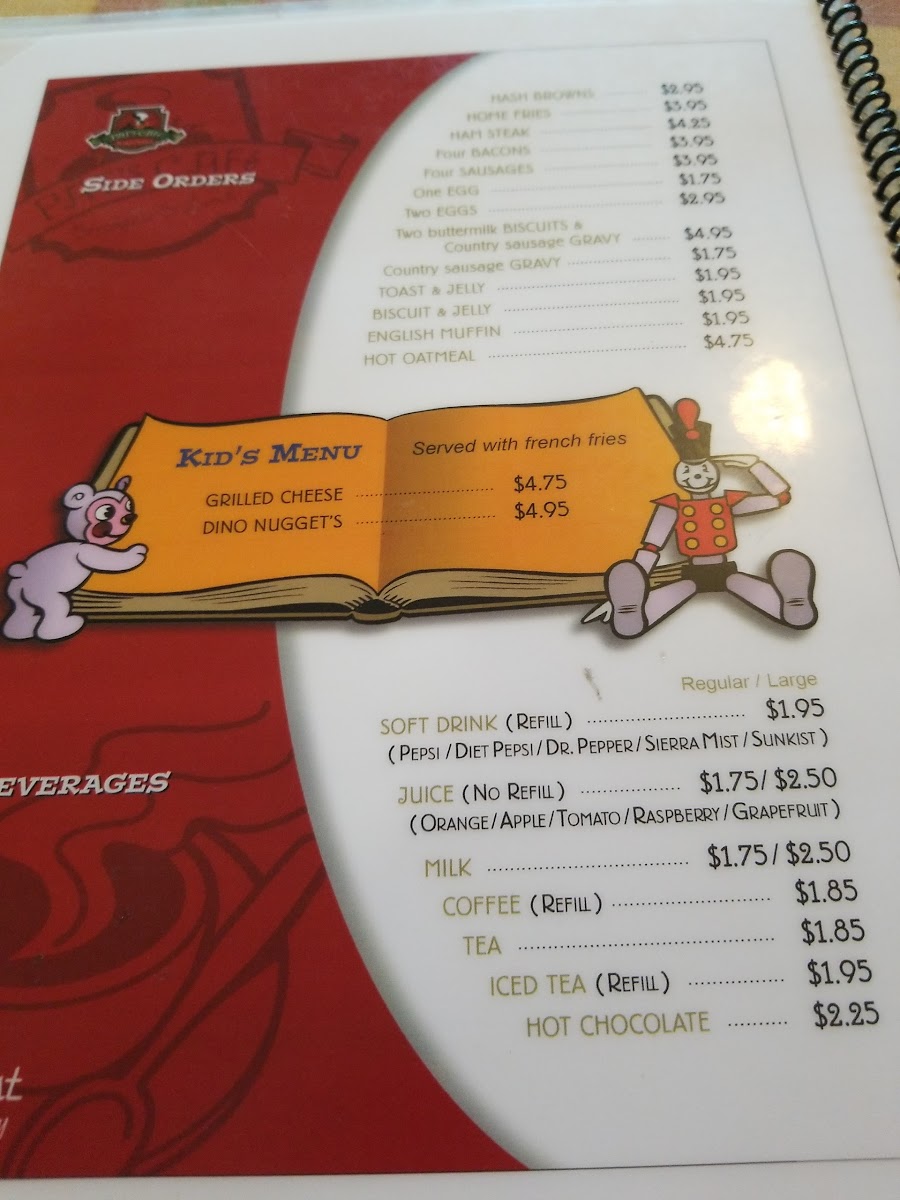 SIDE ORDERS
HASH BROWNS ........ $2.95
HOME FRIES ........ $3.95
HAM STEAK ........ $4.25
Four BACONS ........ $3.95
Four SAUSAGES ........ $3.95
One EGG ........ $1.75
Two EGGS ........ $2.95
Two buttermilk BISCUITS &
Country sausage GRAVY ........ $4.95
Country sausage GRAVY ........ $1.75
TOAST & JELLY ........ $1.95
BISCUIT & JELLY ........ $1.95
ENGLISH MUFFIN ........ $1.95
HOT OATMEAL ........ $4.75
KID'S MENU
Served with french fries
GRILLED CHEESE ........ $4.75
DINO NUGGET'S ........ $4.95
EVERAGES
Regular / Large
SOFT DRINK (REFILL) ........ $1.95
(PEPSI / DIET PEPSI / DR. PEPPER / SIERRA MIST / SUNKIST)
JUICE (NO REFILL) ........ $1.75/ $2.50
(ORANGE/APPLE/TOMATO/RASPBERRY/GRAPEFRUIT)
MILK ........ $1.75/ $2.50
COFFEE (REFILL) ........ $1.85
TEA ........ $1.85
ICED TEA (REFILL) ........ $1.95
HOT CHOCOLATE ........ $2.25